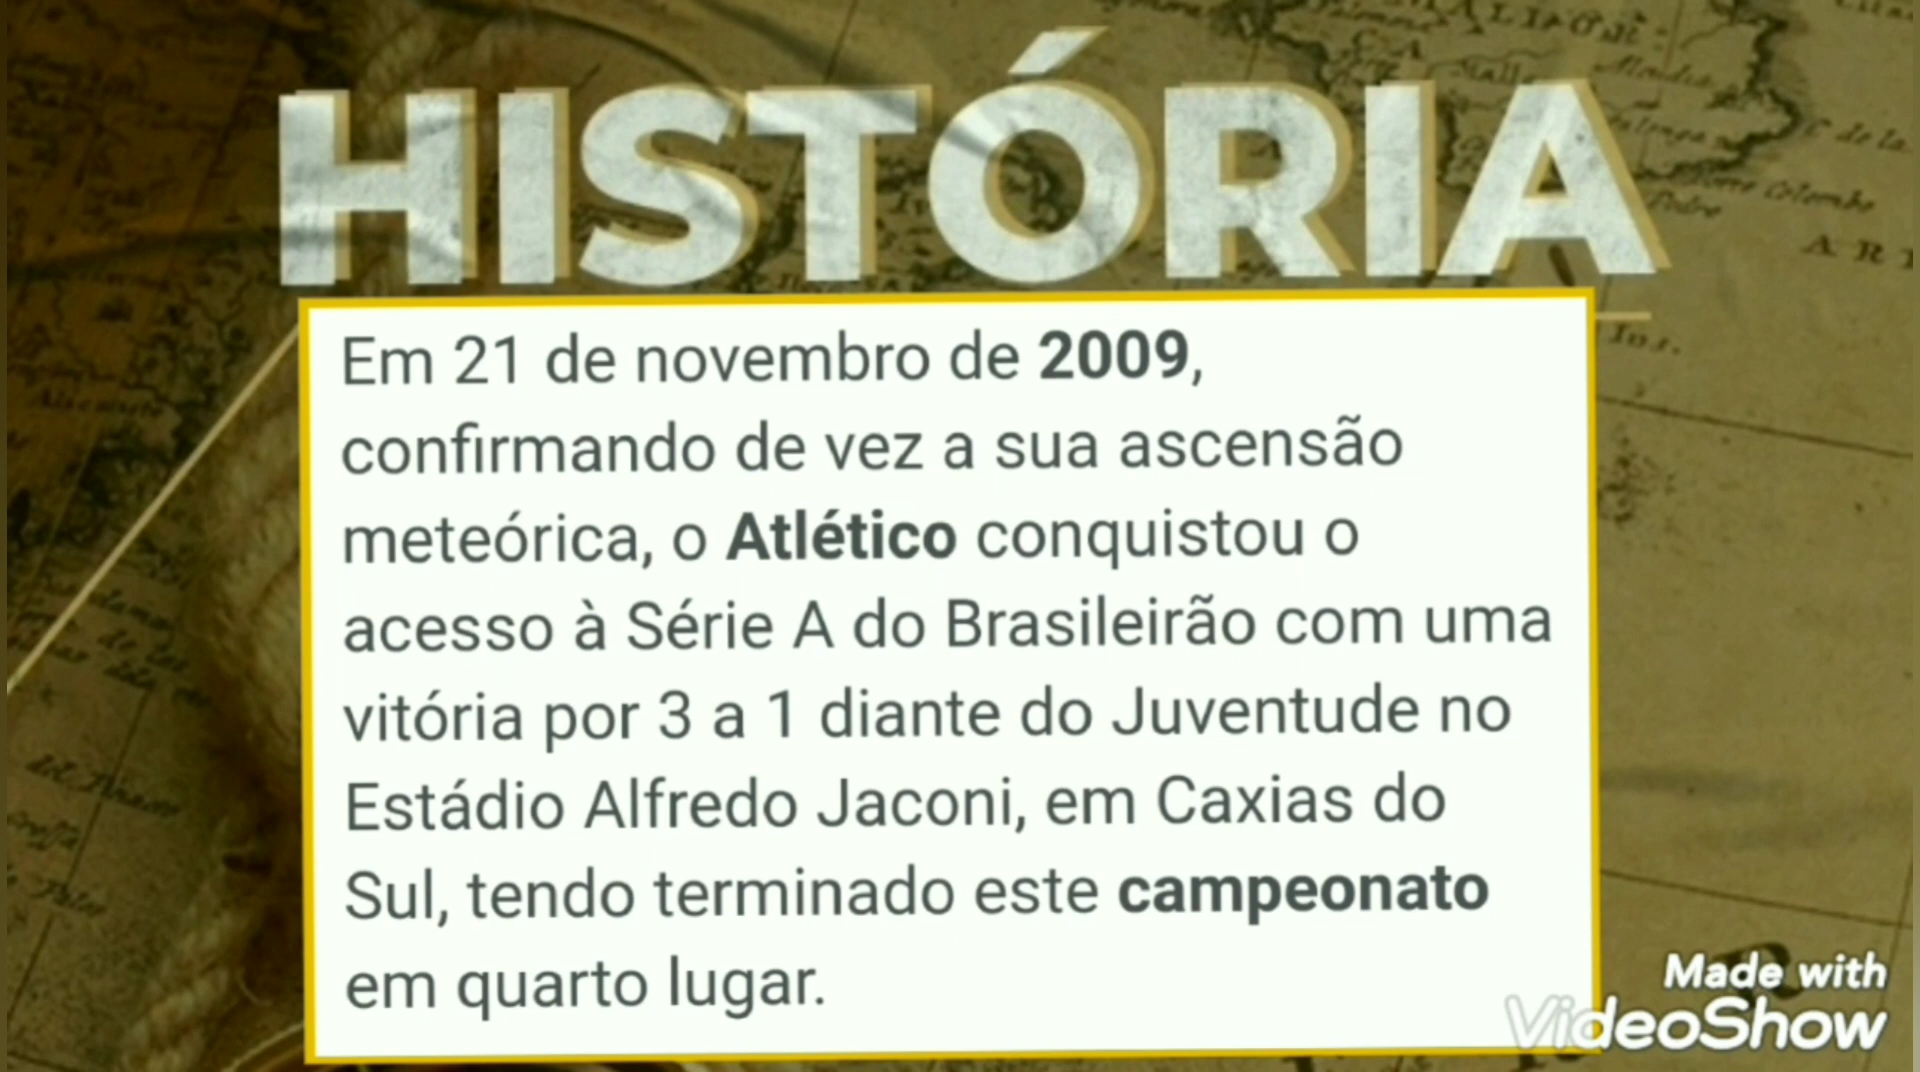 HISTÓRIA
Em 21 de novembro de 2009,
confirmando de vez a sua ascensão
meteórica, o Atlético conquistou o
acesso à Série A do Brasileirão com uma
vitória por 3 a 1 diante do Juventude no
Estádio Alfredo Jaconi, em Caxias do
Sul, tendo terminado este campeonato
em quarto lugar.
Made with
VideoShow